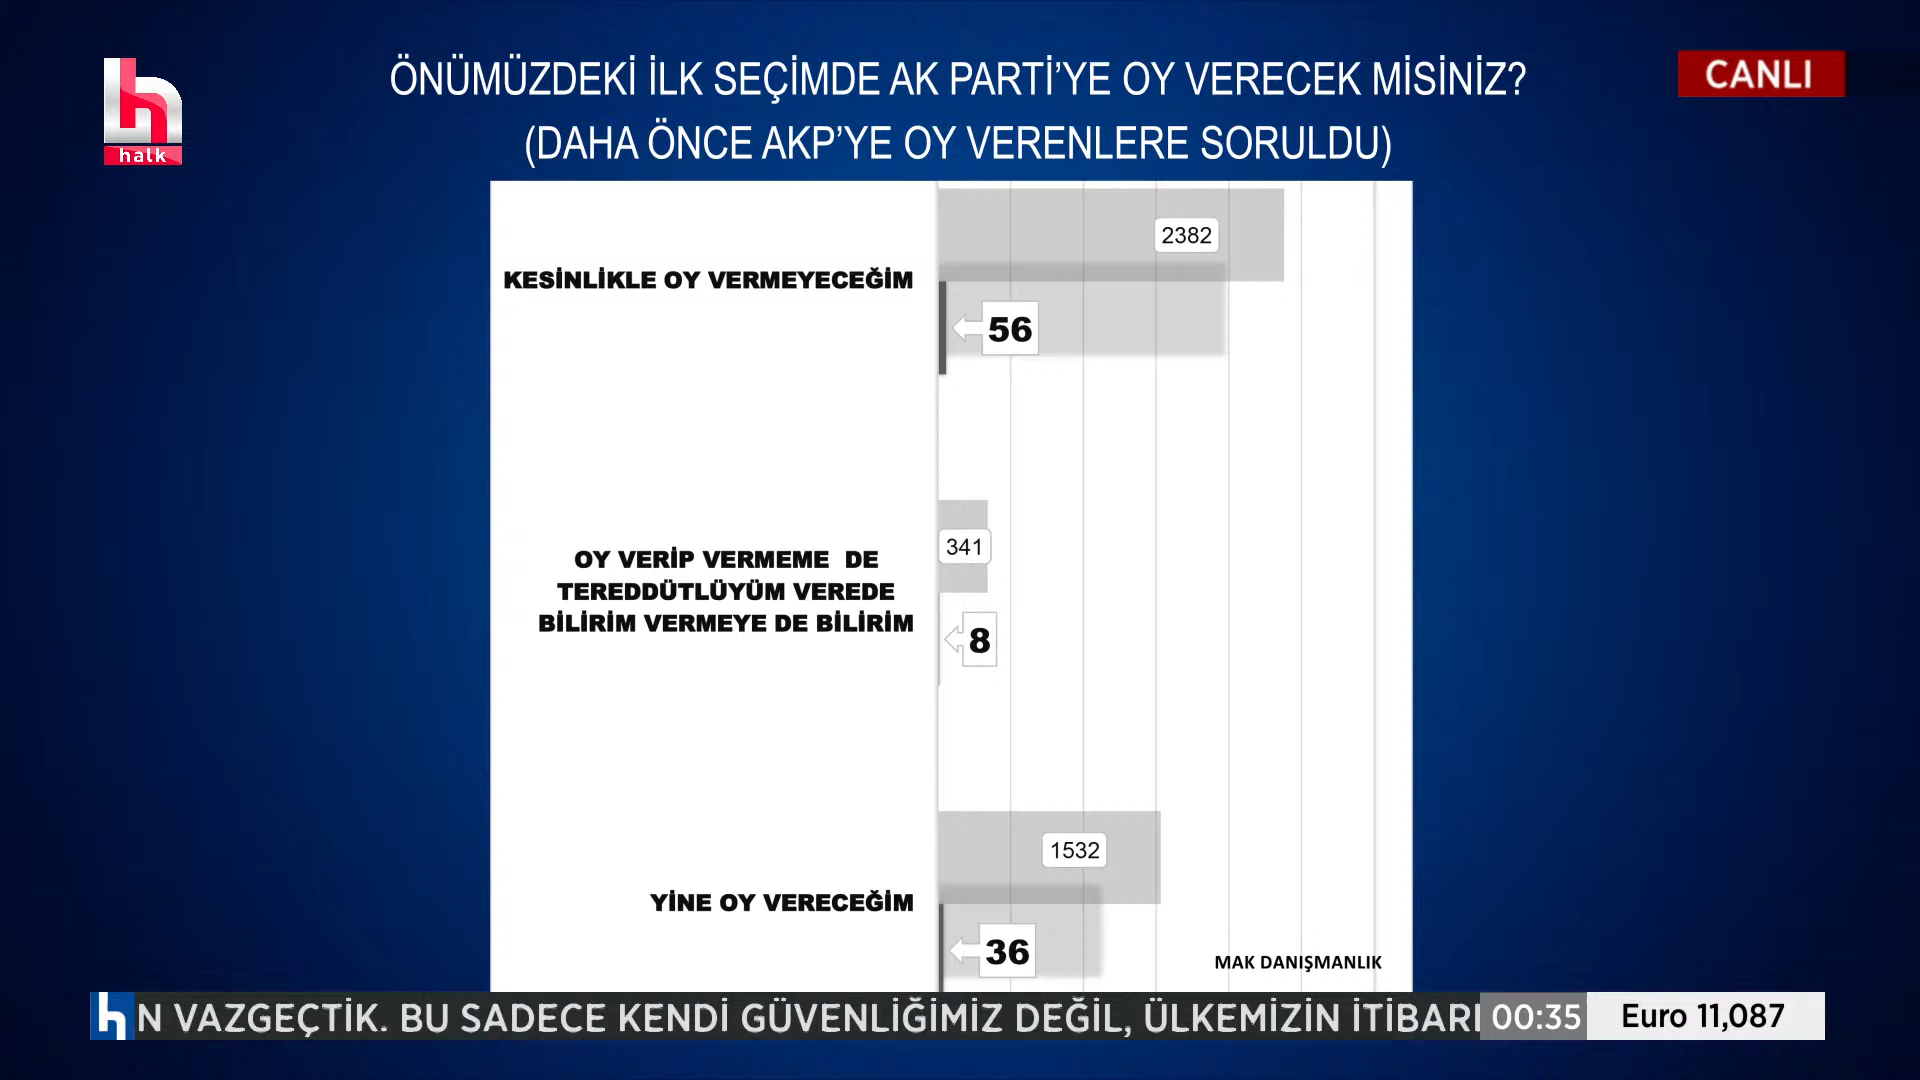 halk
ÖNÜMÜZDEKİ İLK SEÇİMDE AK PARTİ'YE OY VERECEK MİSİNİZ?
(DAHA ÖNCE AKP'YE OY VERENLERE SORULDU)
CANLI
KESİNLİKLE OY VERMEYECEĞİM
2382
56
OY VERİP VERMEME DE
TEREDDÜTLÜYÜM VEREDE
BİLİRİM VERMEYE DE BİLİRİM
341
8
YİNE OY VERECEĞİM
1532
36
MAK DANIŞMANLIK
N VAZGEÇTİK. BU SADECE KENDİ GÜVENLİĞİMİZ DEĞİL, ÜLKEMİZİN İTİBARI
00:35
Euro 11,087